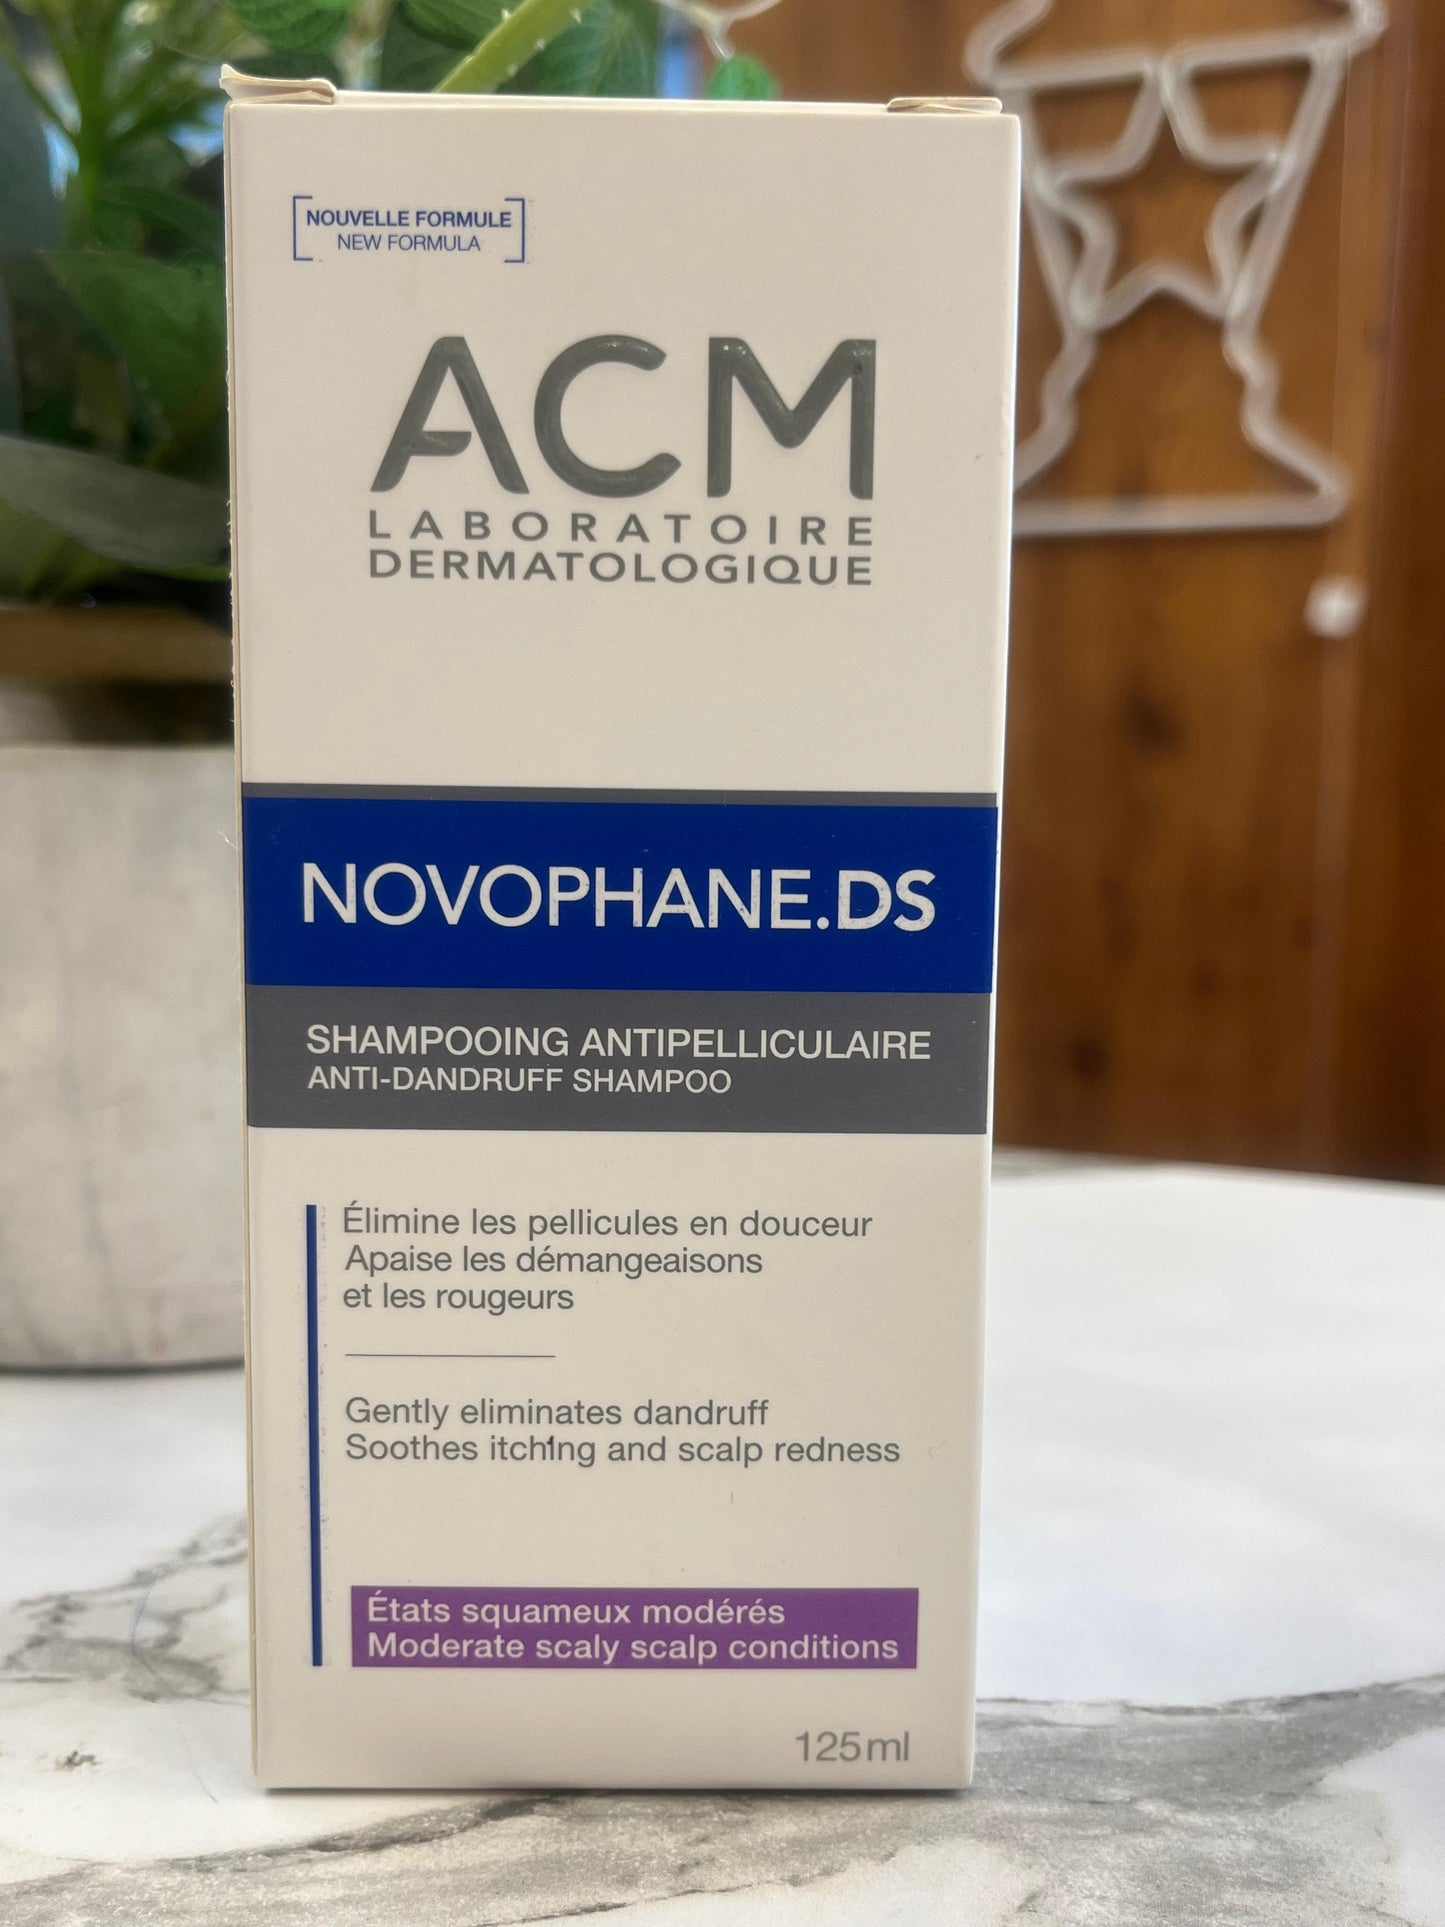 NOUVELLE FORMULE
NEW FORMULA
ACM
LABORATOIRE
DERMATOLOGIQUE
NOVOPHANE.DS
SHAMPOOING ANTIPELLICULAIRE
ANTI-DANDRUFF SHAMPOO
Élimine les pellicules en douceur
Apaise les démangeaisons
et les rougeurs
Gently eliminates dandruff
Soothes itching and scalp redness
États squameux modérés
Moderate scaly scalp conditions
125ml